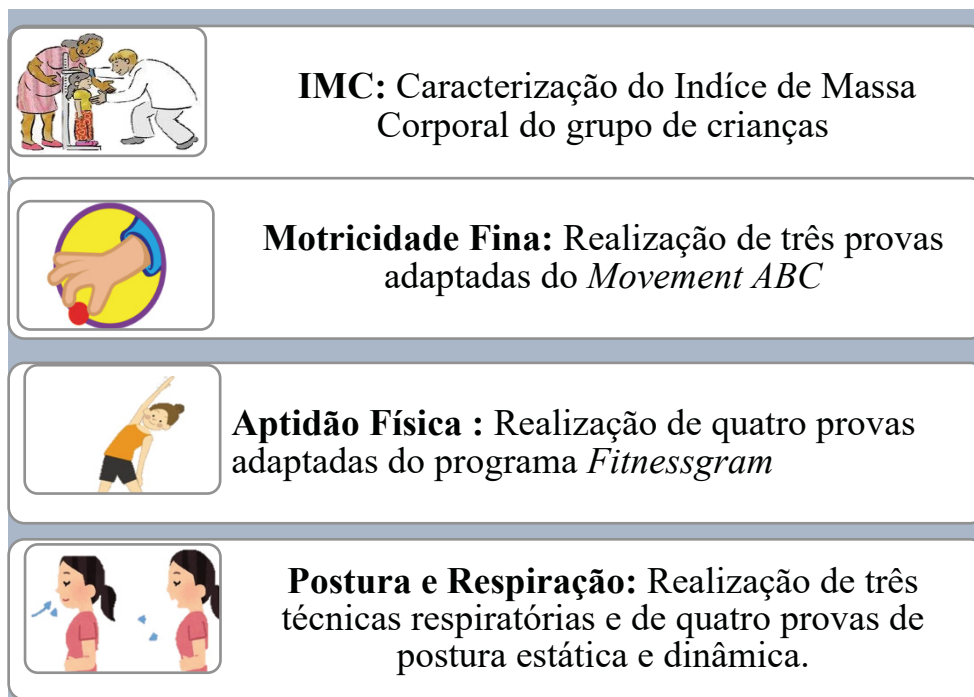 IMC: Caracterização do Indíce de Massa
Corporal do grupo de crianças
Motricidade Fina: Realização de três provas
adaptadas do Movement ABC
Aptidão Física : Realização de quatro provas
adaptadas do programa Fitnessgram
Postura e Respiração: Realização de três
técnicas respiratórias e de quatro provas de
postura estática e dinâmica.